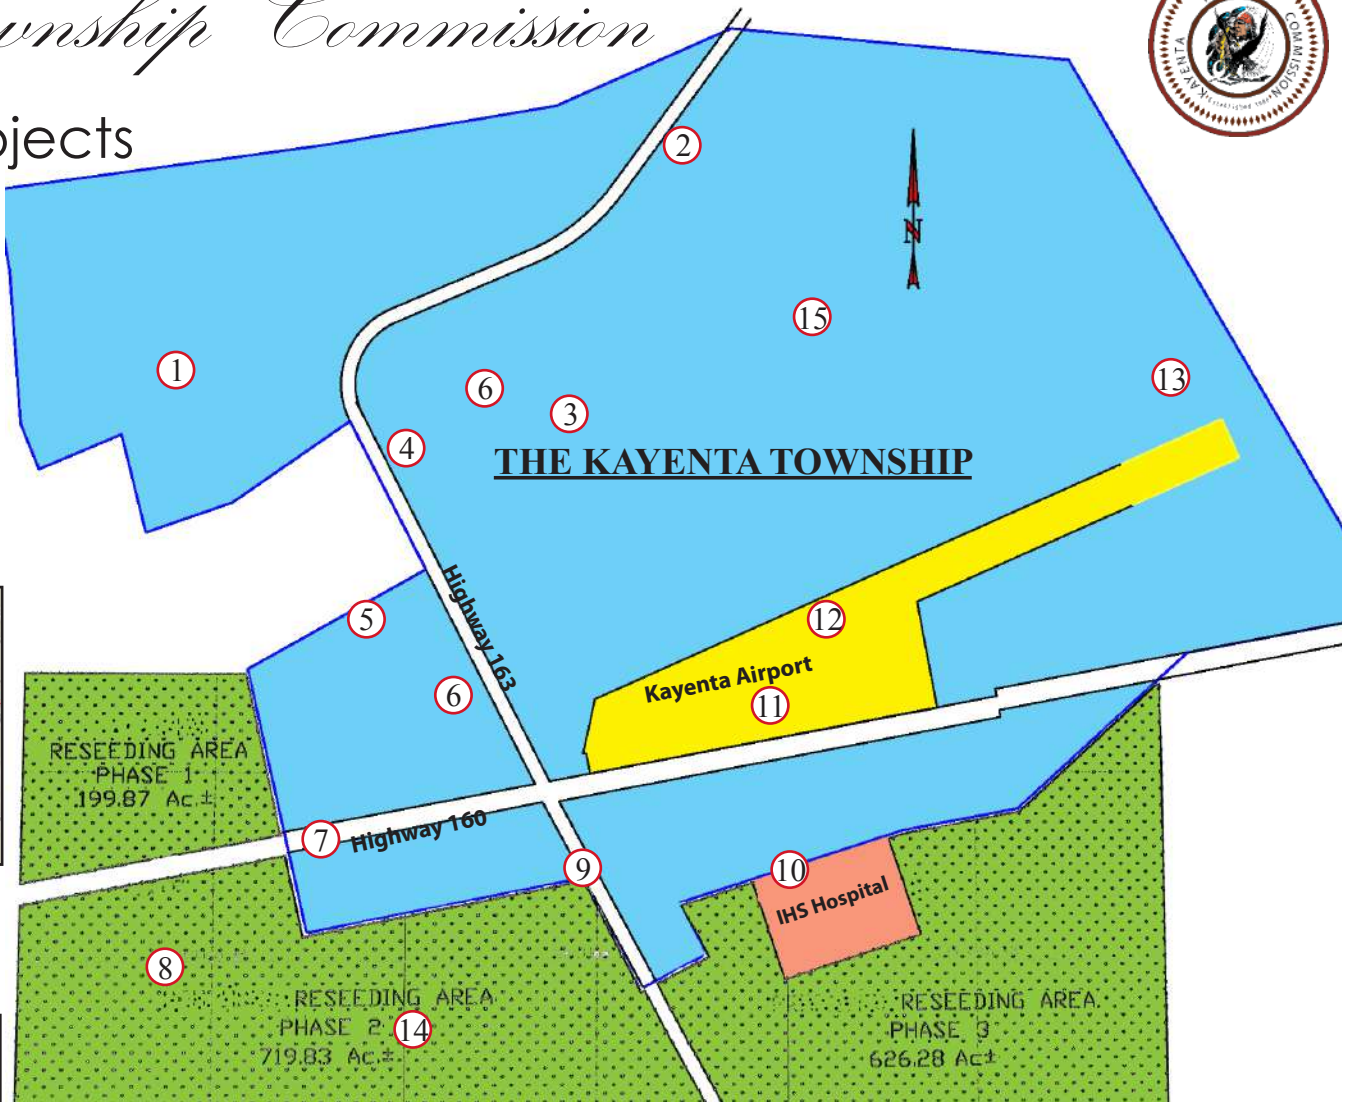 wnship Commission
ojects
KAYENTA COMMISSION
N
2
15
1
6
3
13
4
THE KAYENTA TOWNSHIP
Highway 163
5
12
6
Kayenta Airport
11
RESEEDING AREA
PHASE 1
199.87 Ac.±
7
Highway 160
9
10
IHS Hospital
8
RESEEDING AREA
PHASE 2
14
719.83 Ac.±
RESEEDING AREA
PHASE 3
626.28 Ac±